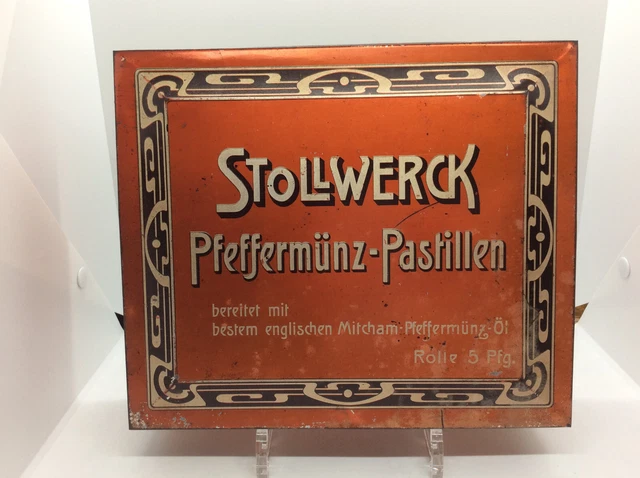 STOLLWERCK
Pfeffermünz-Pastillen
bereitet mit
bestem englischen Mitcham-Pfeffermünz-Öl
Rolle 5 Pfg.